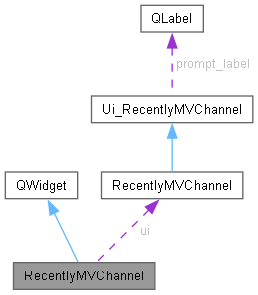 QLabel
prompt_label
Ui_RecentlyMVChannel
QWidget
RecentlyMVChannel
ui
RecentlyMVChannel